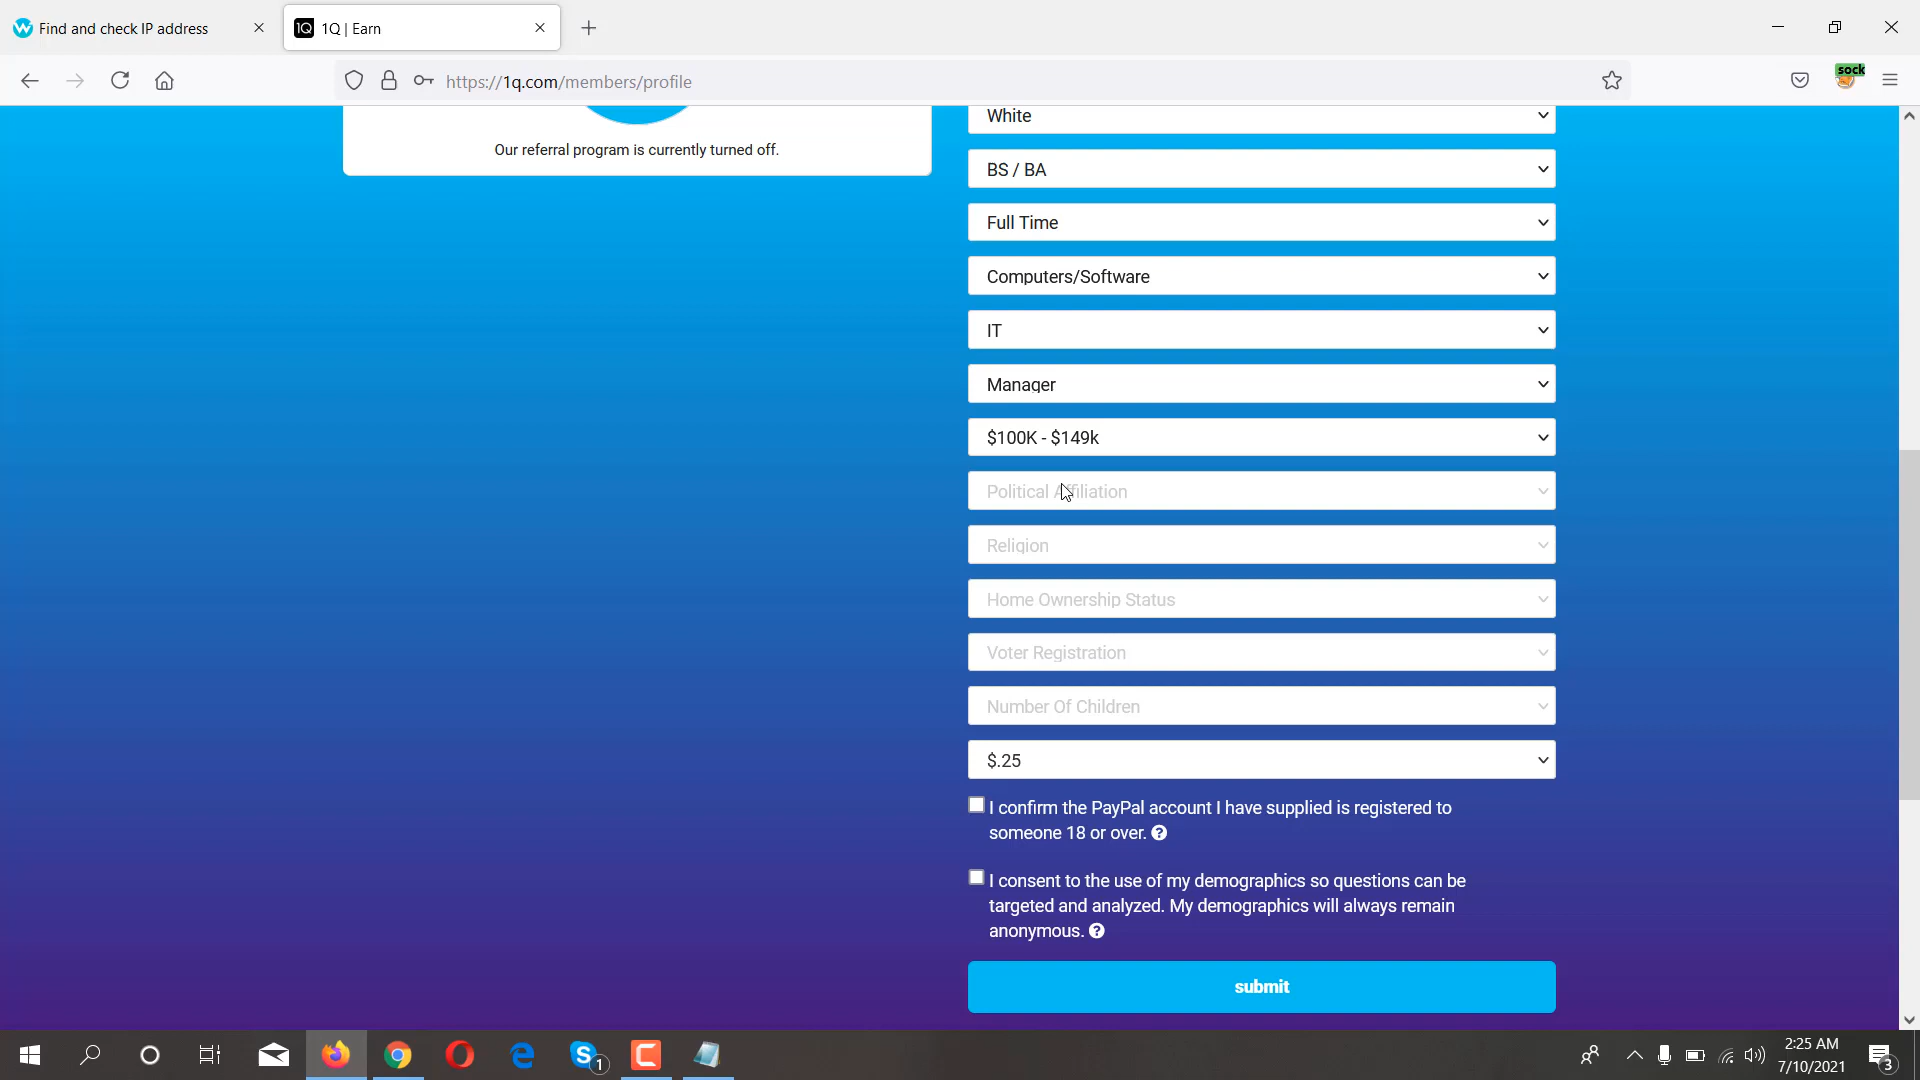 Find and check IP address
1Q
1Q | Earn
https://1q.com/members/profile
sock
Our referral program is currently turned off.
White
BS / BA
Full Time
Computers/Software
IT
Manager
$100K - $149k
Political Affiliation
Religion
Home Ownership Status
Voter Registration
Number Of Children
$.25
I confirm the PayPal account I have supplied is registered to
someone 18 or over. ?
I consent to the use of my demographics so questions can be
targeted and analyzed. My demographics will always remain
anonymous. ?
submit
1
2:25 AM
7/10/2021
3